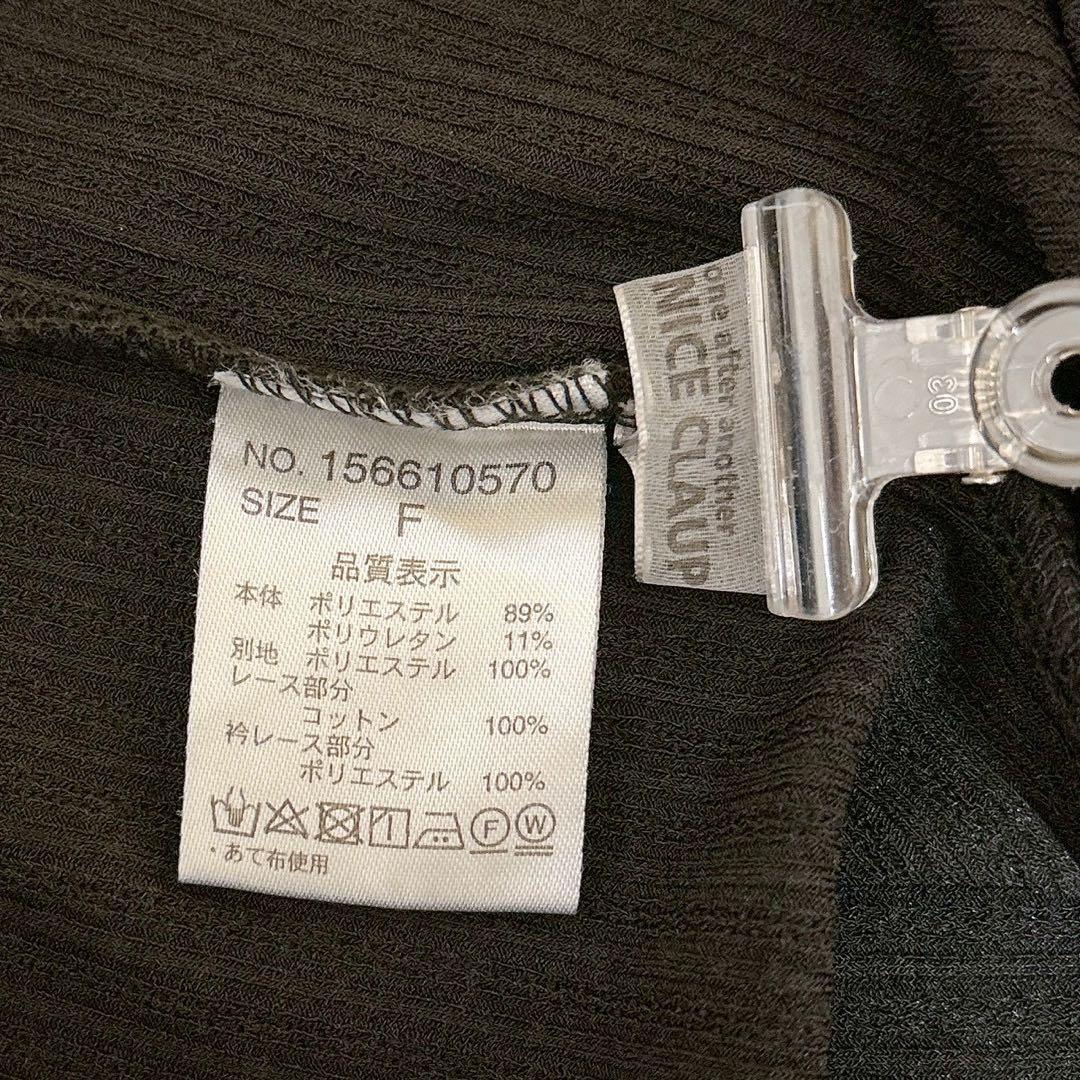 NO. 156610570
SIZE F
品質表示
本体 ポリエステル 89%
ポリウレタン 11%
別地 ポリエステル 100%
レース部分
コットン 100%
衿レース部分
ポリエステル 100%
F W
・あて布使用
one after another
NICE CLAUP
03